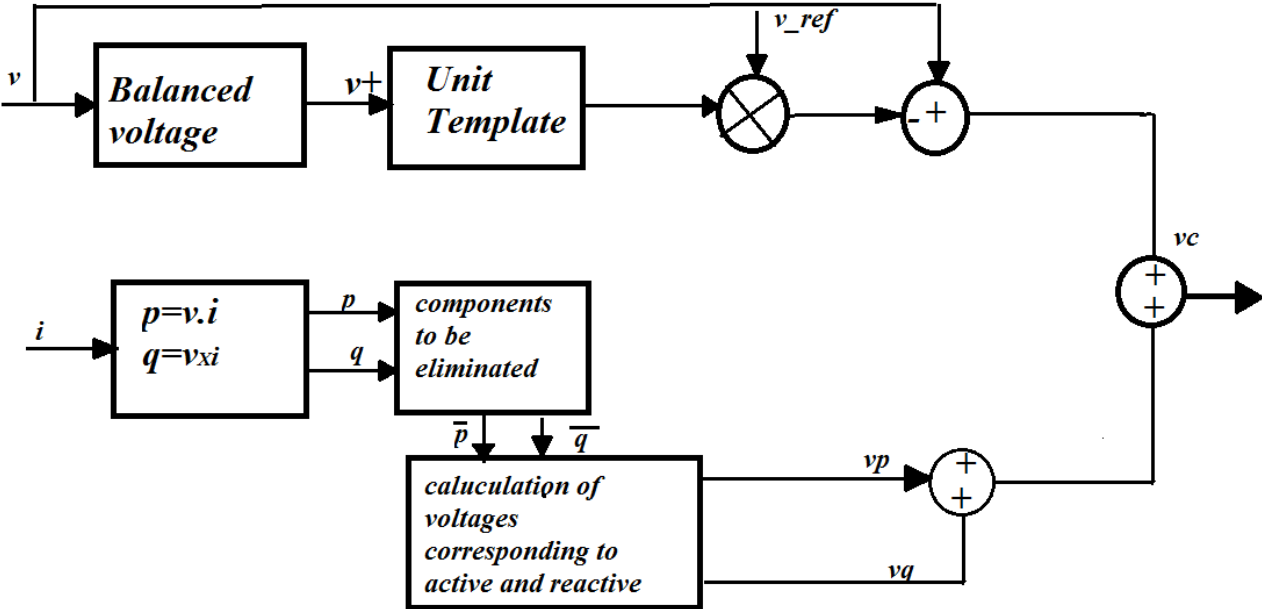 v_ref
v
Balanced
voltage
v+
Unit
Template
- +
vc
+
+
i
p=v.i
q=vxi
p
q
components
to be
eliminated
p̅
q̅
caluculation of
voltages
corresponding to
active and reactive
vp
vq
+
+